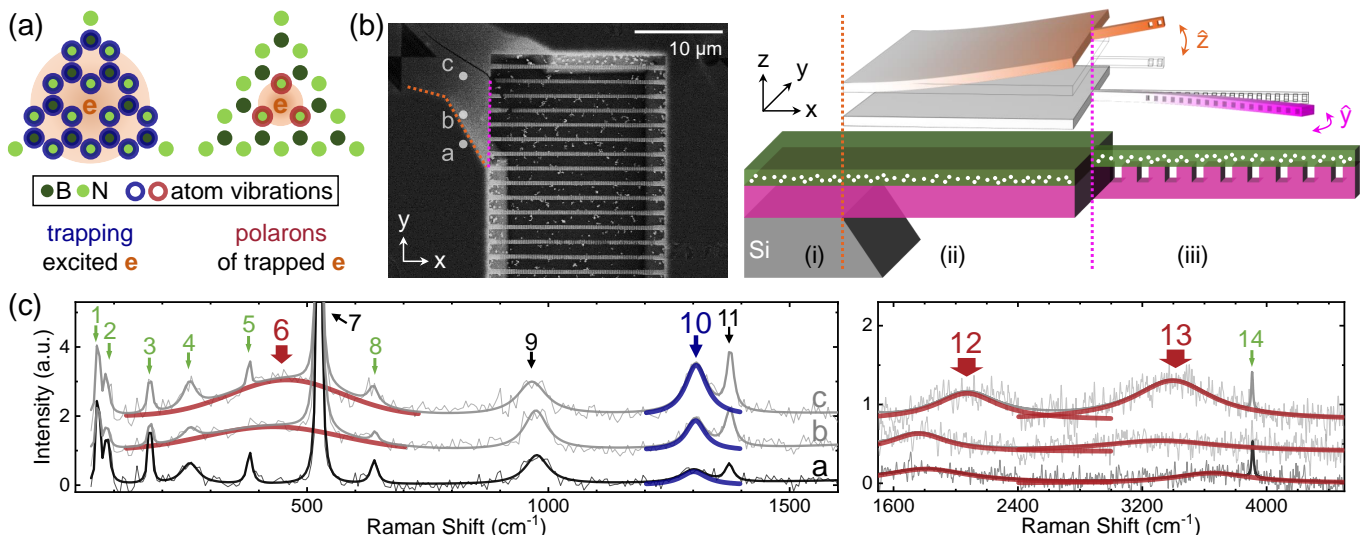 (a)
N
e
e
B N atom vibrations
trapping
excited e
polarons
of trapped e
(b)
10 μm
c
b
a
y
x
z
y
x
ẑ
ŷ
Si
(i)
(ii)
(iii)
(c)
Intensity (a.u.)
4
2
0
1
2
3
4
5
6
7
8
9
10
11
c
b
a
500
1000
1500
Raman Shift (cm⁻¹)
2
1
0
12
13
14
1600
2400
3200
4000
Raman Shift (cm⁻¹)